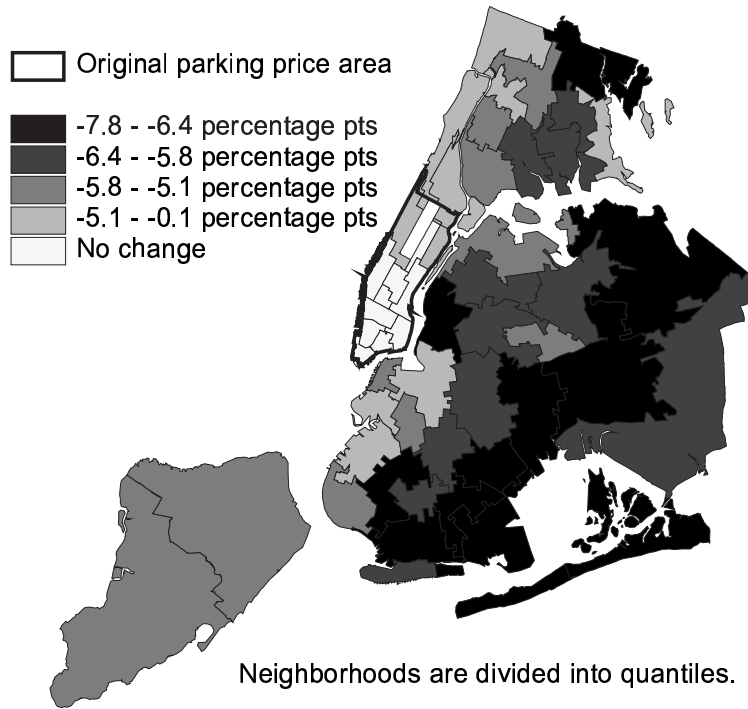 Original parking price area
-7.8 - -6.4 percentage pts
-6.4 - -5.8 percentage pts
-5.8 - -5.1 percentage pts
-5.1 - -0.1 percentage pts
No change
Neighborhoods are divided into quantiles.